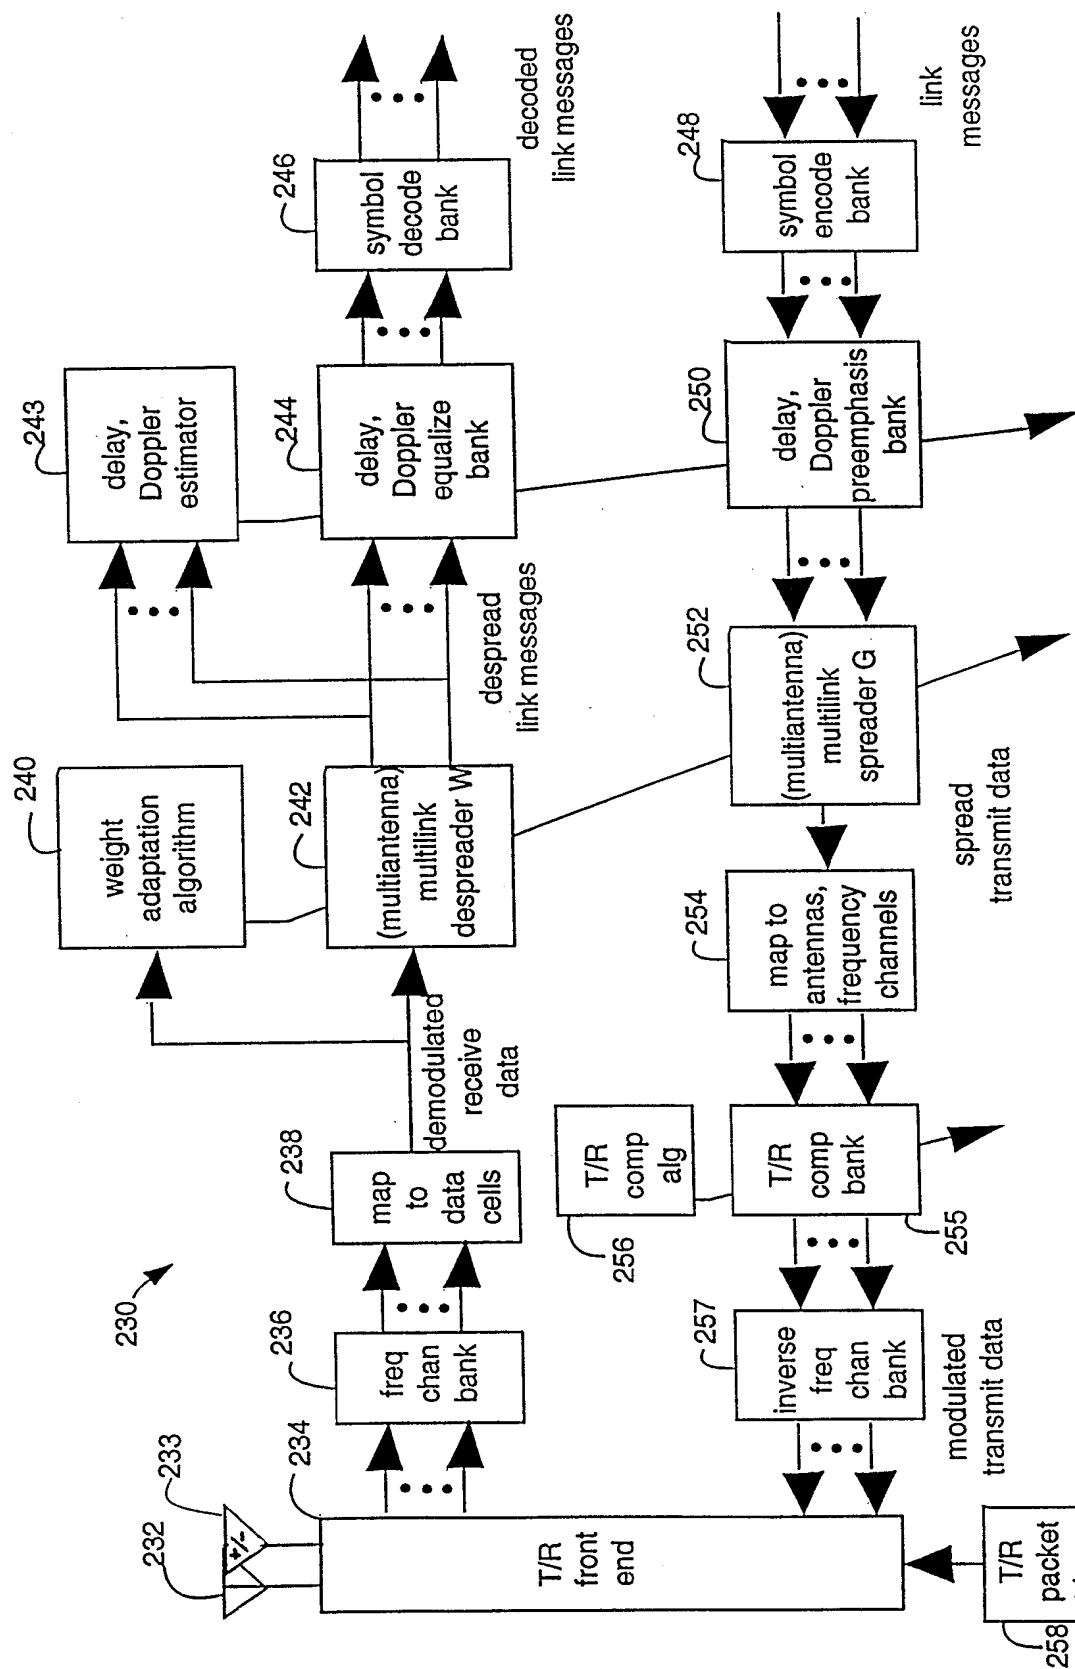 230
232
233
+/-
234
T/R
front
end
236
freq
chan
bank
238
map
to
data
cells
demodulated
receive
data
240
weight
adaptation
algorithm
242
(multiantenna)
multilink
despreader W
despread
link messages
243
delay,
Doppler
estimator
244
delay,
Doppler
equalize
bank
246
symbol
decode
bank
decoded
link messages
link
messages
248
symbol
encode
bank
250
delay,
Doppler
preemphasis
bank
252
(multiantenna)
multilink
spreader G
spread
transmit data
254
map to
antennas,
frequency
channels
256
T/R
comp
alg
255
T/R
comp
bank
257
inverse
freq
chan
bank
modulated
transmit data
258
T/R
packet